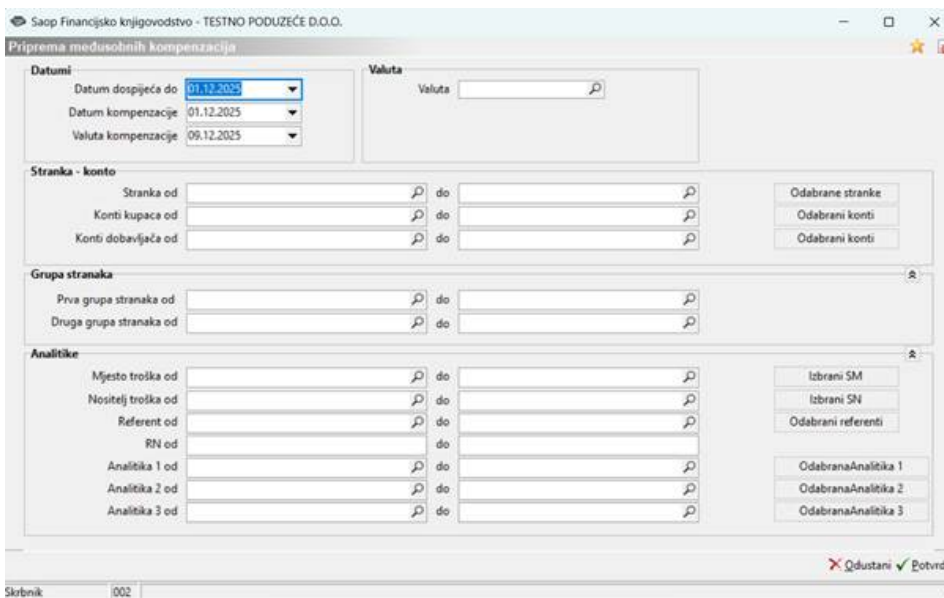 Saop Financijsko knjigovodstvo - TESTNO PODUZEĆE D.O.O.
Priprema međusobnih kompenzacija
Datumi
Datum dospijeća do 01.12.2025
Datum kompenzacije 01.12.2025
Valuta kompenzacije 09.12.2025
Valuta
Valuta
Stranka - konto
Stranka od do Odabrane stranke
Konti kupaca od do Odabrani konti
Konti dobavljača od do Odabrani konti
Grupa stranaka
Prva grupa stranaka od do
Druga grupa stranaka od do
Analitike
Mjesto troška od do Izbrani SM
Nositelj troška od do Izbrani SN
Referent od do Odabrani referenti
RN od do
Analitika 1 od do OdabranaAnalitika 1
Analitika 2 od do OdabranaAnalitika 2
Analitika 3 od do OdabranaAnalitika 3
Odustani Potvrd
Skrbnik 002